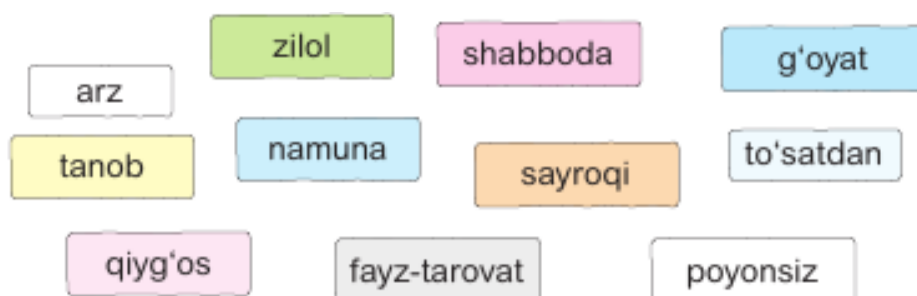 zilol
shabboda
g‘oyat
arz
tanob
namuna
sayroqi
to‘satdan
qiyg‘os
fayz-tarovat
poyonsiz